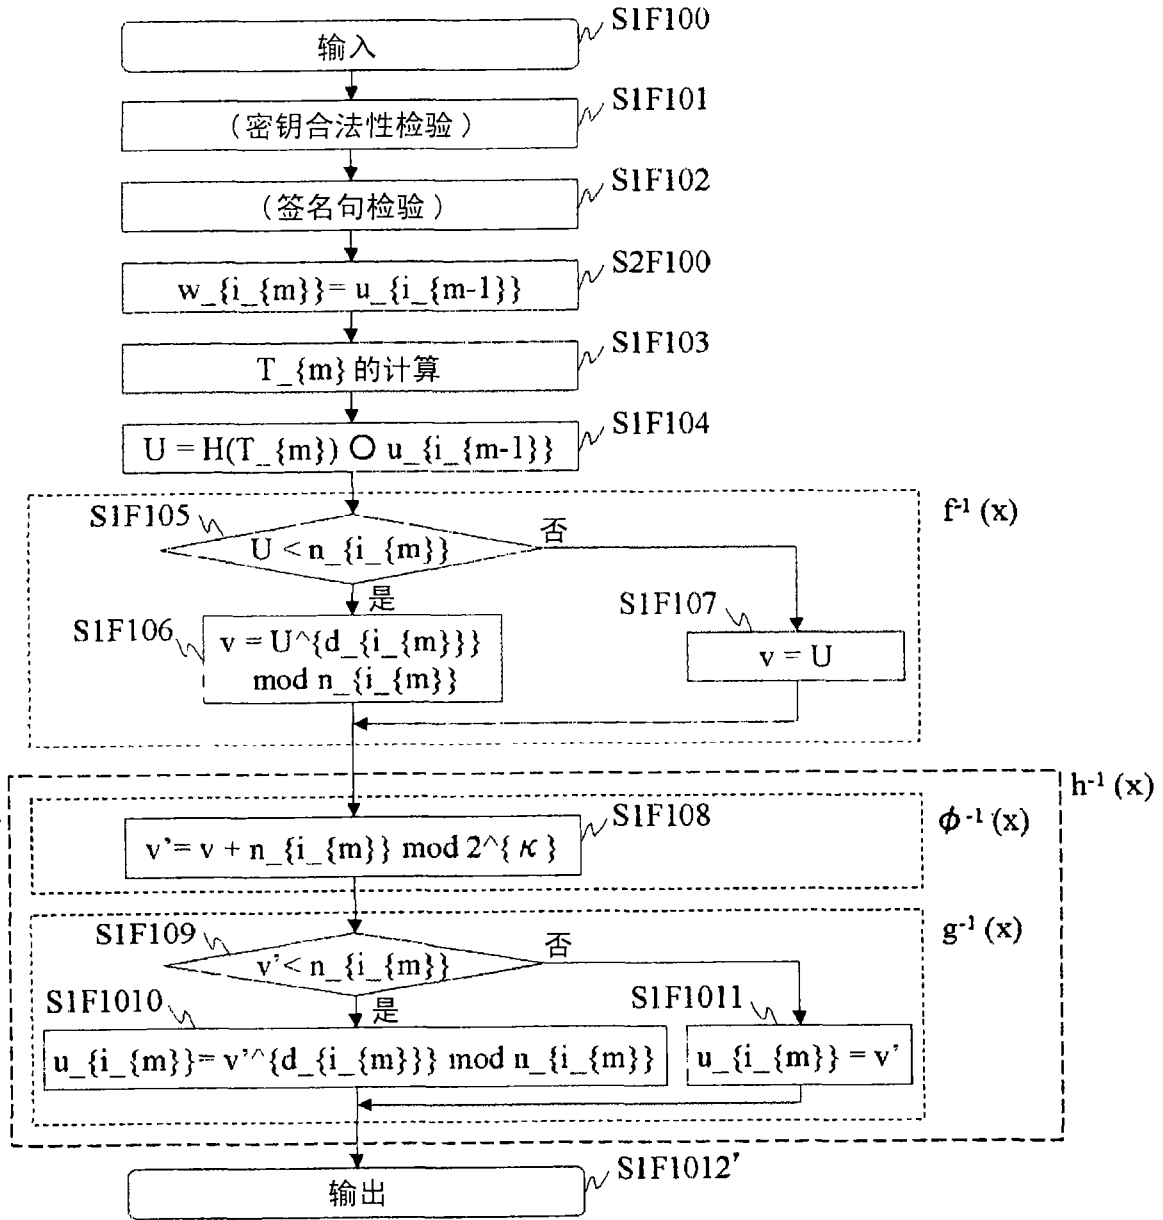 输入
S1F100
(密钥合法性检验)
S1F101
(签名句检验)
S1F102
w_{i_{m}}= u_{i_{m-1}}
S2F100
T_{m} 的计算
S1F103
U = H(T_{m}) ○ u_{i_{m-1}}
S1F104
f⁻¹ (x)
S1F105
U < n_{i_{m}}
否
是
S1F106
v = U^{d_{i_{m}}}
mod n_{i_{m}}
S1F107
v = U
h⁻¹ (x)
ϕ⁻¹ (x)
v'= v + n_{i_{m}} mod 2^{κ}
S1F108
g⁻¹ (x)
S1F109
v'< n_{i_{m}}
否
是
S1F1010
u_{i_{m}}= v'^{d_{i_{m}}} mod n_{i_{m}}
S1F1011
u_{i_{m}} = v'
输出
S1F1012'